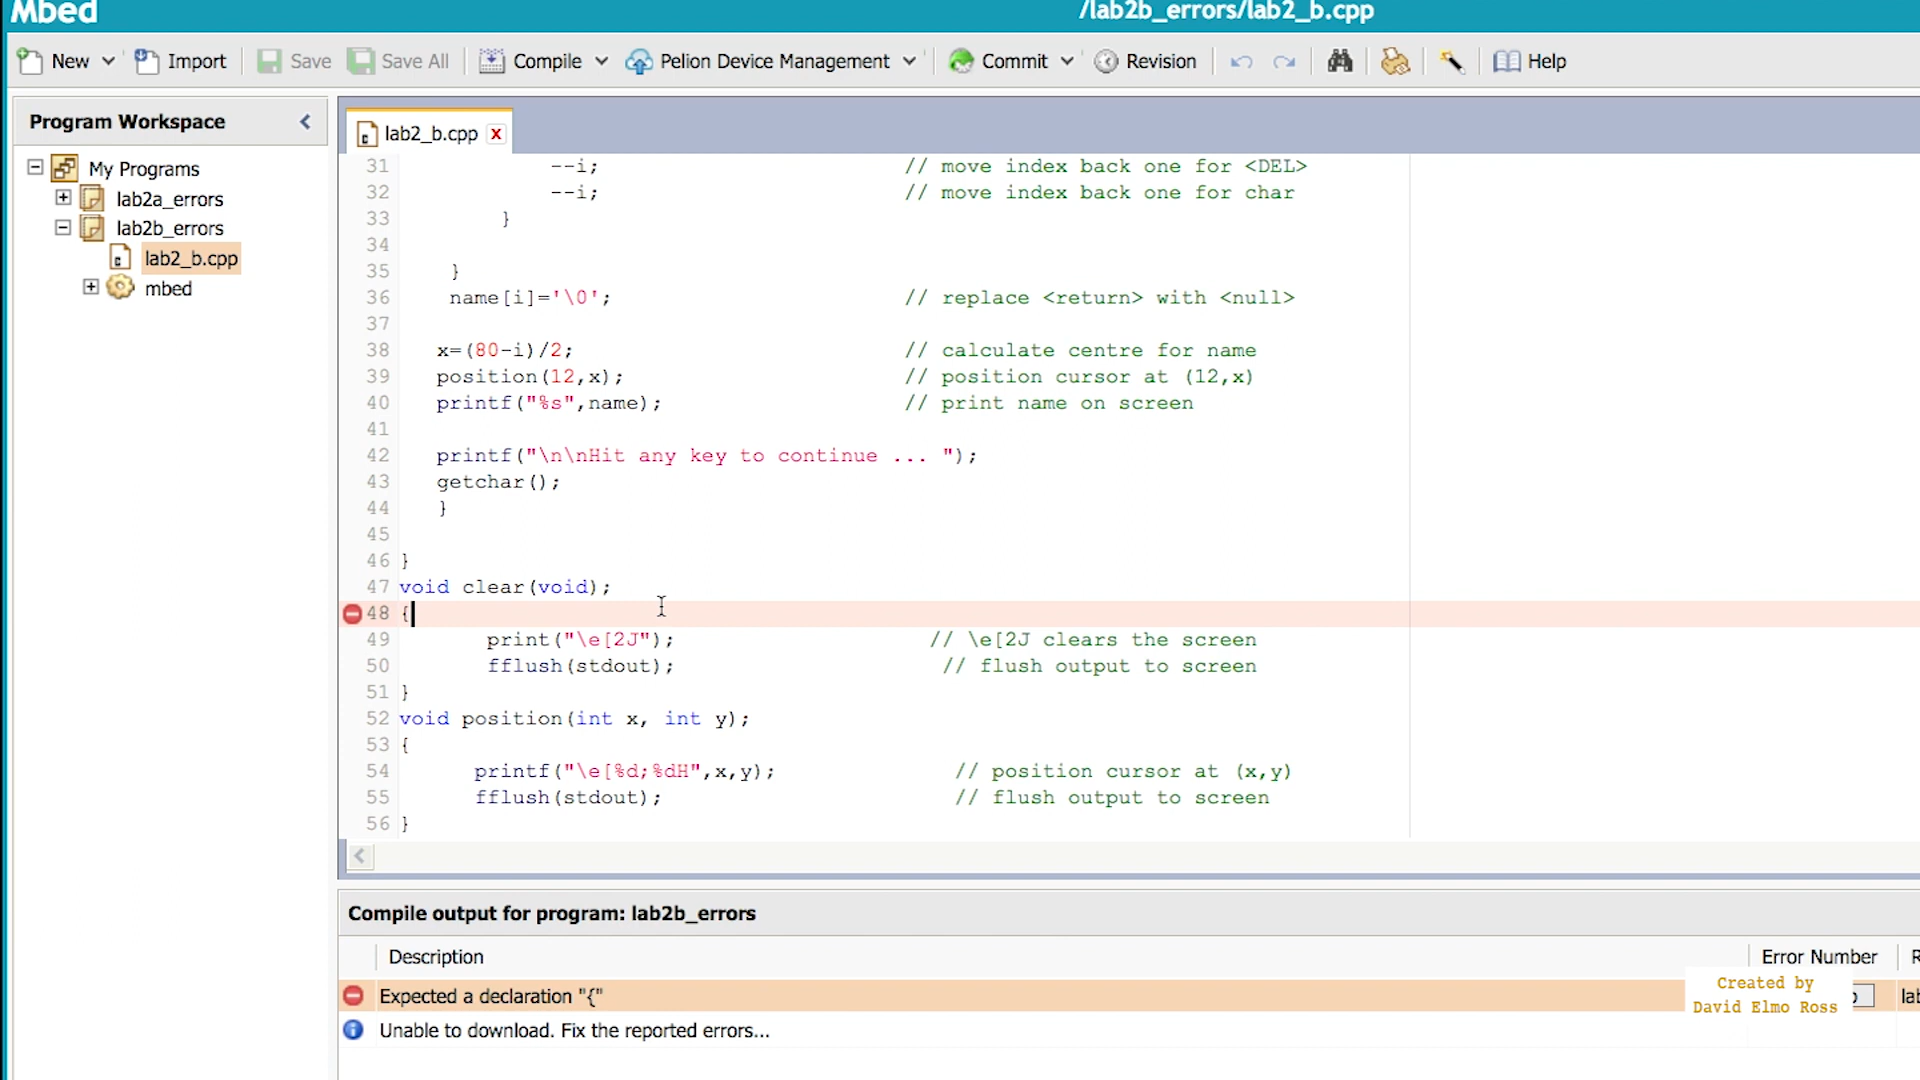 Mbed
/lab2b_errors/lab2_b.cpp
New Import Save Save All Compile Pelion Device Management Commit Revision Help
Program Workspace
My Programs
lab2a_errors
lab2b_errors
lab2_b.cpp
mbed
lab2_b.cpp
31 --i; // move index back one for <DEL>
32 --i; // move index back one for char
33 }
34
35 }
36 name[i]='\0'; // replace <return> with <null>
37
38 x=(80-i)/2; // calculate centre for name
39 position(12,x); // position cursor at (12,x)
40 printf("%s",name); // print name on screen
41
42 printf("\n\nHit any key to continue ... ");
43 getchar();
44 }
45
46 }
47 void clear(void);
48 {
49 print("\e[2J"); // \e[2J clears the screen
50 fflush(stdout); // flush output to screen
51 }
52 void position(int x, int y);
53 {
54 printf("\e[%d;%dH",x,y); // position cursor at (x,y)
55 fflush(stdout); // flush output to screen
56 }
Compile output for program: lab2b_errors
Description Error Number
Expected a declaration "{"
Unable to download. Fix the reported errors...
Created by
David Elmo Ross